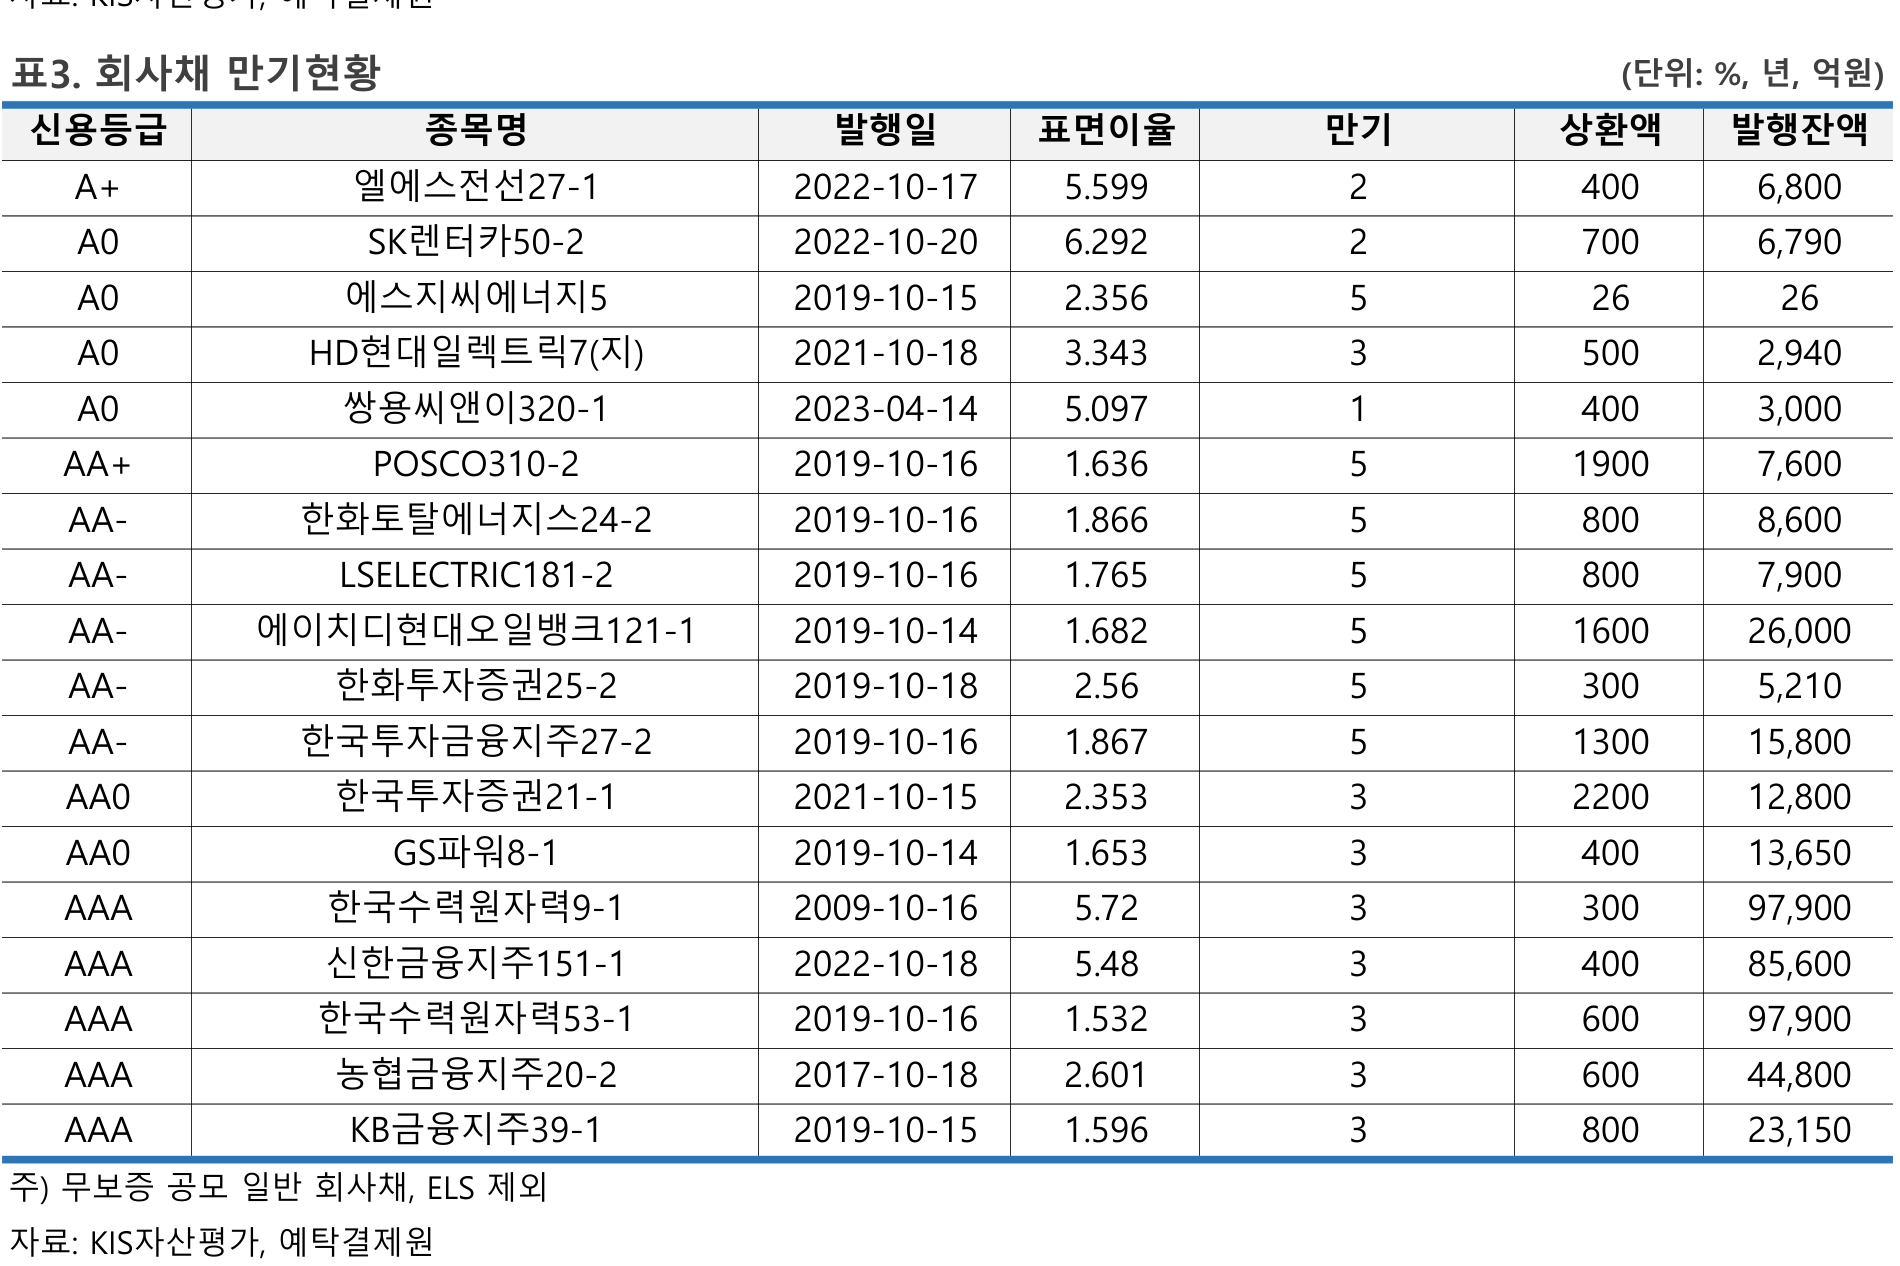 자료: KIS자산평가, 예탁결제원
표3. 회사채 만기현황 (단위: %, 년, 억원)
신용등급 종목명 발행일 표면이율 만기 상환액 발행잔액
A+ 엘에스전선27-1 2022-10-17 5.599 2 400 6,800
A0 SK렌터카50-2 2022-10-20 6.292 2 700 6,790
A0 에스지씨에너지5 2019-10-15 2.356 5 26 26
A0 HD현대일렉트릭7(지) 2021-10-18 3.343 3 500 2,940
A0 쌍용씨앤이320-1 2023-04-14 5.097 1 400 3,000
AA+ POSCO310-2 2019-10-16 1.636 5 1900 7,600
AA- 한화토탈에너지스24-2 2019-10-16 1.866 5 800 8,600
AA- LSELECTRIC181-2 2019-10-16 1.765 5 800 7,900
AA- 에이치디현대오일뱅크121-1 2019-10-14 1.682 5 1600 26,000
AA- 한화투자증권25-2 2019-10-18 2.56 5 300 5,210
AA- 한국투자금융지주27-2 2019-10-16 1.867 5 1300 15,800
AA0 한국투자증권21-1 2021-10-15 2.353 3 2200 12,800
AA0 GS파워8-1 2019-10-14 1.653 3 400 13,650
AAA 한국수력원자력9-1 2009-10-16 5.72 3 300 97,900
AAA 신한금융지주151-1 2022-10-18 5.48 3 400 85,600
AAA 한국수력원자력53-1 2019-10-16 1.532 3 600 97,900
AAA 농협금융지주20-2 2017-10-18 2.601 3 600 44,800
AAA KB금융지주39-1 2019-10-15 1.596 3 800 23,150
주) 무보증 공모 일반 회사채, ELS 제외
자료: KIS자산평가, 예탁결제원